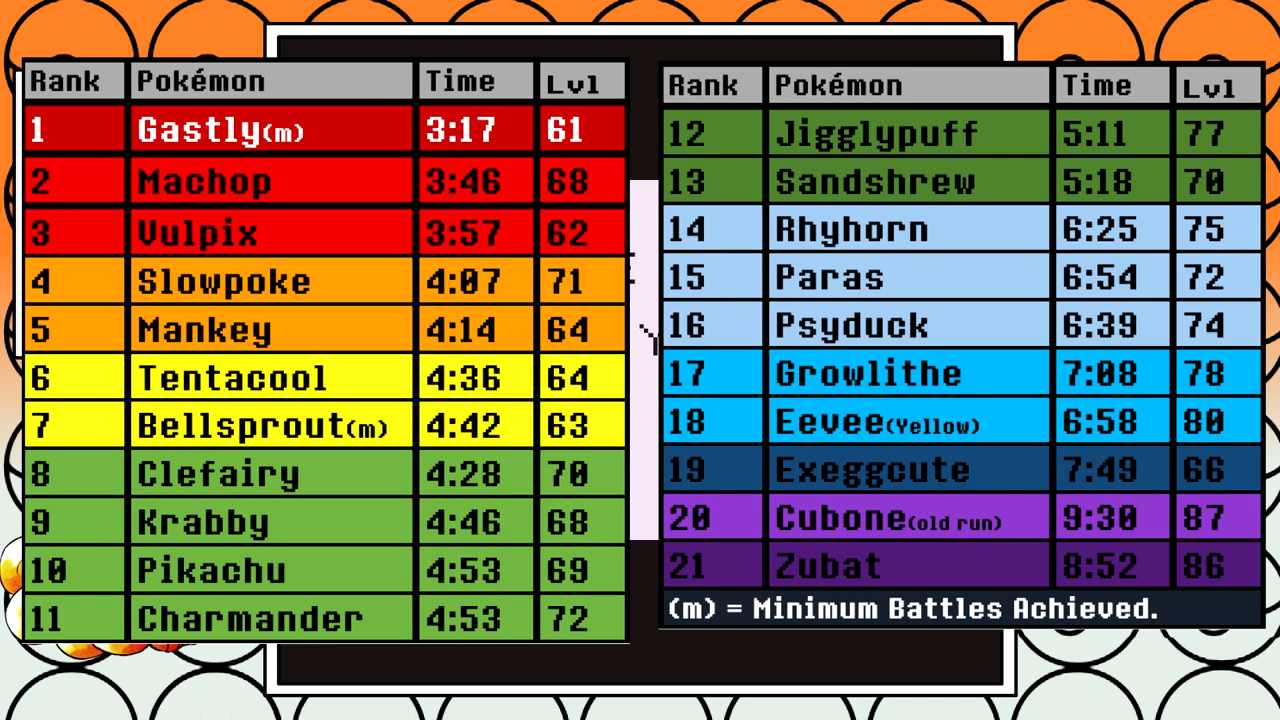 Rank Pokémon Time Lvl
1 Gastly(m) 3:17 61
2 Machop 3:46 68
3 Vulpix 3:57 62
4 Slowpoke 4:07 71
5 Mankey 4:14 64
6 Tentacool 4:36 64
7 Bellsprout(m) 4:42 63
8 Clefairy 4:28 70
9 Krabby 4:46 68
10 Pikachu 4:53 69
11 Charmander 4:53 72
Rank Pokémon Time Lvl
12 Jigglypuff 5:11 77
13 Sandshrew 5:18 70
14 Rhyhorn 6:25 75
15 Paras 6:54 72
16 Psyduck 6:39 74
17 Growlithe 7:08 78
18 Eevee(Yellow) 6:58 80
19 Exeggcute 7:49 66
20 Cubone(old run) 9:30 87
21 Zubat 8:52 86
(m) = Minimum Battles Achieved.